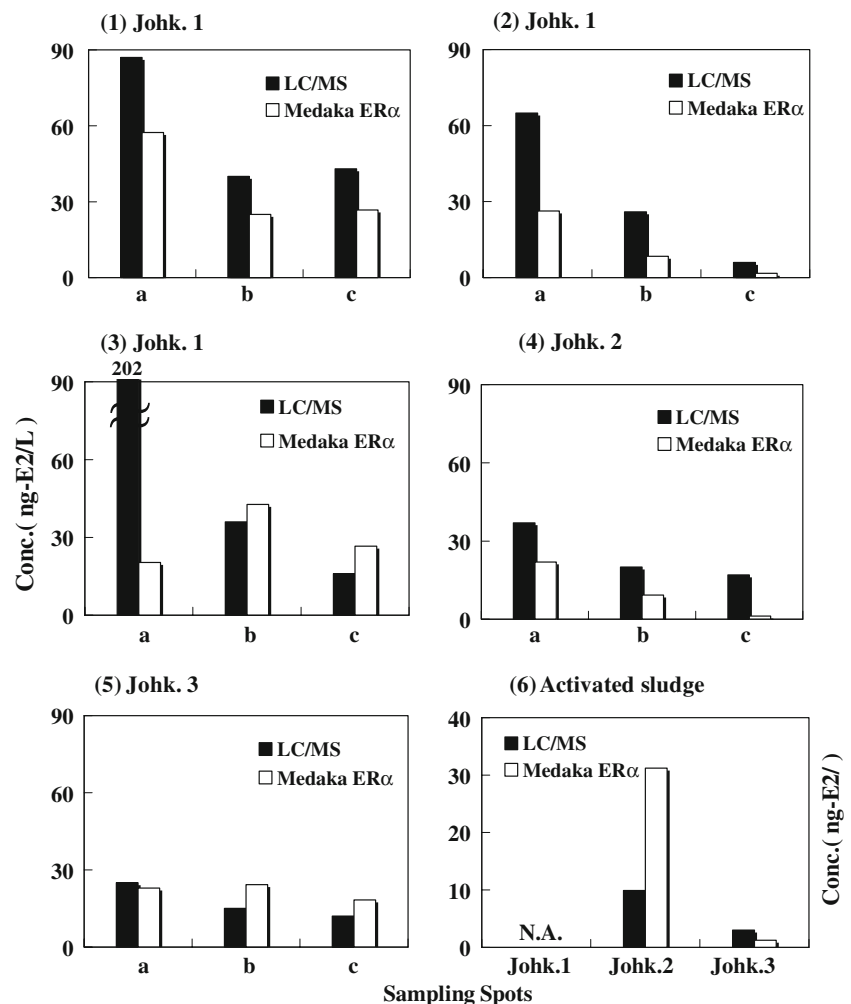 (1) Johk. 1
90
60
30
0
LC/MS
Medaka ERα
a b c
(2) Johk. 1
90
60
30
0
LC/MS
Medaka ERα
a b c
(3) Johk. 1
202
90
60
30
0
LC/MS
Medaka ERα
a b c
Conc.( ng-E2/L )
(4) Johk. 2
90
60
30
0
LC/MS
Medaka ERα
a b c
(5) Johk. 3
90
60
30
0
LC/MS
Medaka ERα
a b c
(6) Activated sludge
40
30
20
10
0
LC/MS
Medaka ERα
N.A.
Johk.1 Johk.2 Johk.3
Conc.( ng-E2/ )
Sampling Spots